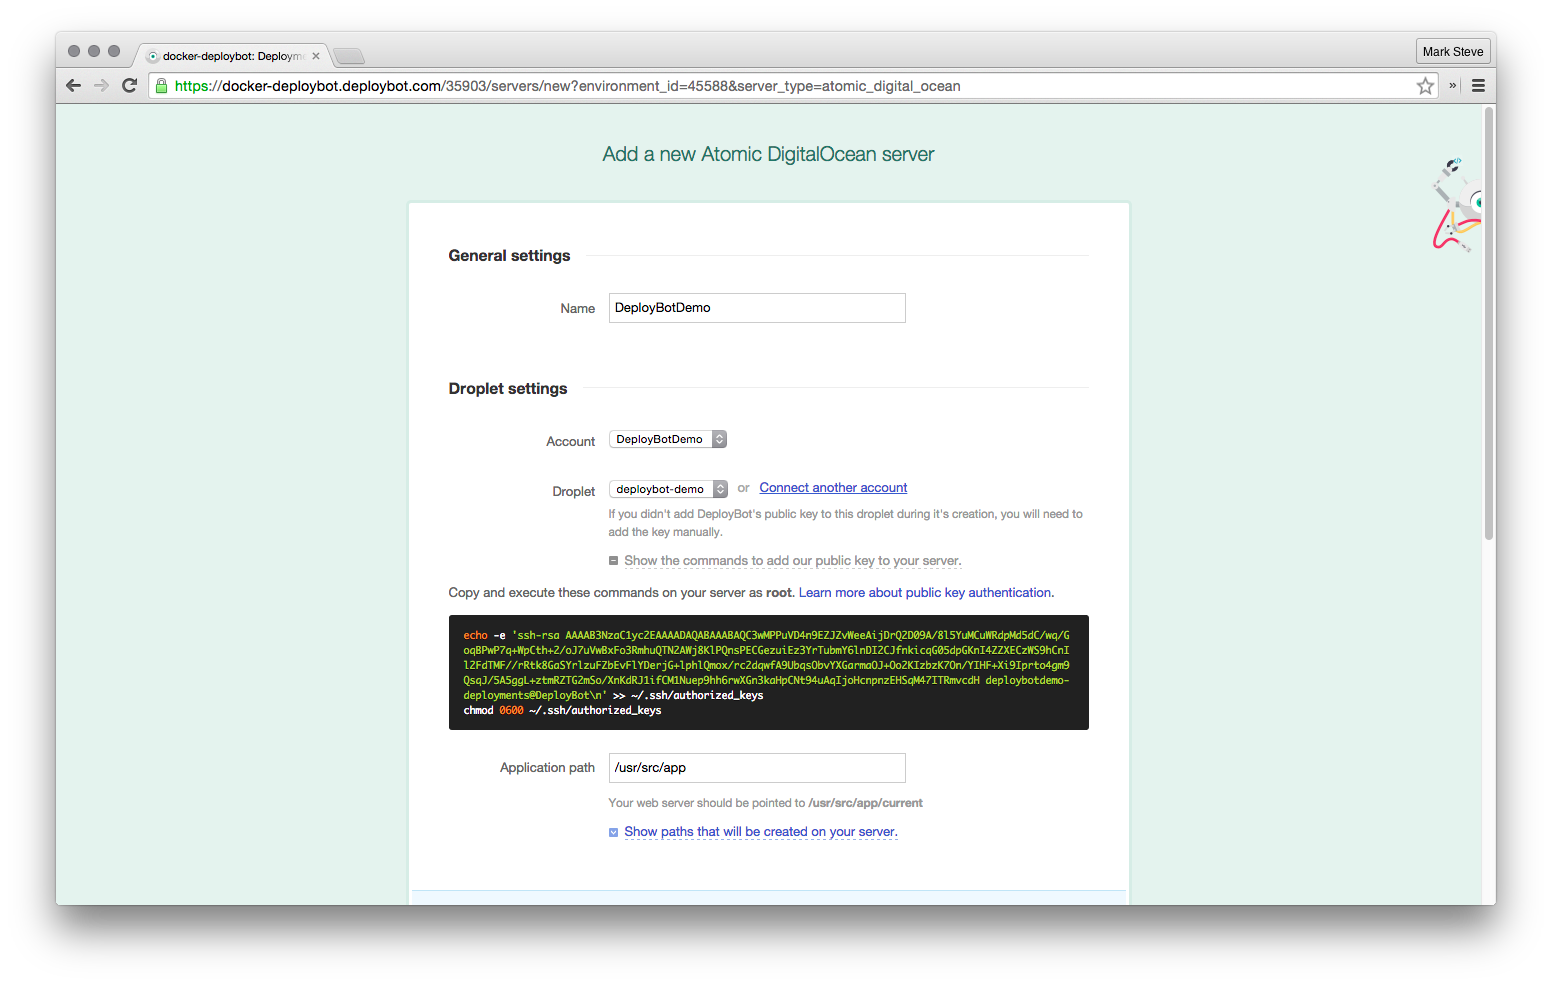 docker-deploybot: Deploym
Mark Steve
https://docker-deploybot.deploybot.com/35903/servers/new?environment_id=45588&server_type=atomic_digital_ocean
»
Add a new Atomic DigitalOcean server
General settings
Name DeployBotDemo
Droplet settings
Account DeployBotDemo
Droplet deploybot-demo or Connect another account
If you didn't add DeployBot's public key to this droplet during it's creation, you will need to
add the key manually.
Show the commands to add our public key to your server.
Copy and execute these commands on your server as root. Learn more about public key authentication.
echo -e 'ssh-rsa AAAAB3NzaC1yc2EAAAADAQABAAABAQC3wMPPuVD4n9EZJZvWeeAijDrQ2D09A/8l5YuMCuWRdpMd5dC/wq/G
oqBPwP7q+WpCth+2/oJ7uVwBxFo3RmhuQTN2AWj8KlPQnsPECGezuiEz3YrTubmY6lnDI2CJfnkicqG05dpGKnI4ZZXECzWS9hCnI
l2FdTMF//rRtk8GaSYrlzuFZbEvFlYDerjG+lphlQmox/rc2dqwfA9UbqsObvYXGarmaOJ+Oo2KIzbzK7On/YIHF+Xi9Iprto4gm9
QsqJ/5ASggL+ztmRZTG2mSo/XnKdRJ1ifCM1Nuep9hh6rwXGn3kaHpCNt94uAqIjoHcnpnzEHSqM47ITRmvcdH deploybotdemo-
deployments@DeployBot\n' >> ~/.ssh/authorized_keys
chmod 0600 ~/.ssh/authorized_keys
Application path /usr/src/app
Your web server should be pointed to /usr/src/app/current
Show paths that will be created on your server.